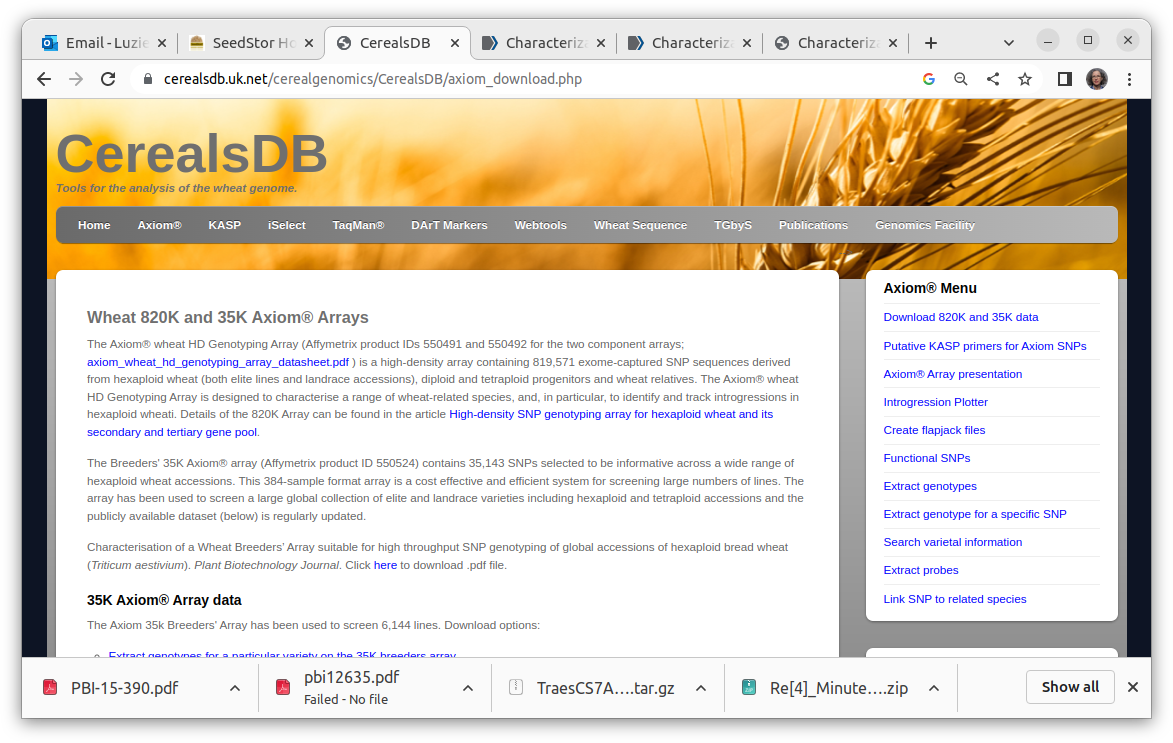 Email - Luzie
SeedStor Ho
CerealsDB
Characteriza
Characteriza
Characteriza
cerealsdb.uk.net/cerealgenomics/CerealsDB/axiom_download.php
CerealsDB
Tools for the analysis of the wheat genome.
Home Axiom® KASP iSelect TaqMan® DArT Markers Webtools Wheat Sequence TGbyS Publications Genomics Facility
Wheat 820K and 35K Axiom® Arrays
The Axiom® wheat HD Genotyping Array (Affymetrix product IDs 550491 and 550492 for the two component arrays;
axiom_wheat_hd_genotyping_array_datasheet.pdf ) is a high-density array containing 819,571 exome-captured SNP sequences derived
from hexaploid wheat (both elite lines and landrace accessions), diploid and tetraploid progenitors and wheat relatives. The Axiom® wheat
HD Genotyping Array is designed to characterise a range of wheat-related species, and, in particular, to identify and track introgressions in
hexaploid wheati. Details of the 820K Array can be found in the article High-density SNP genotyping array for hexaploid wheat and its
secondary and tertiary gene pool.
The Breeders' 35K Axiom® array (Affymetrix product ID 550524) contains 35,143 SNPs selected to be informative across a wide range of
hexaploid wheat accessions. This 384-sample format array is a cost effective and efficient system for screening large numbers of lines. The
array has been used to screen a large global collection of elite and landrace varieties including hexaploid and tetraploid accessions and the
publicly available dataset (below) is regularly updated.
Characterisation of a Wheat Breeders' Array suitable for high throughput SNP genotyping of global accessions of hexaploid bread wheat
(Triticum aestivium). Plant Biotechnology Journal. Click here to download .pdf file.
35K Axiom® Array data
The Axiom 35k Breeders' Array has been used to screen 6,144 lines. Download options:
Extract genotypes for a particular variety on the 35K breeders array
Axiom® Menu
Download 820K and 35K data
Putative KASP primers for Axiom SNPs
Axiom® Array presentation
Introgression Plotter
Create flapjack files
Functional SNPs
Extract genotypes
Extract genotype for a specific SNP
Search varietal information
Extract probes
Link SNP to related species
PBI-15-390.pdf
pbi12635.pdf
Failed - No file
TraesCS7A....tar.gz
Re[4]_Minute....zip
Show all